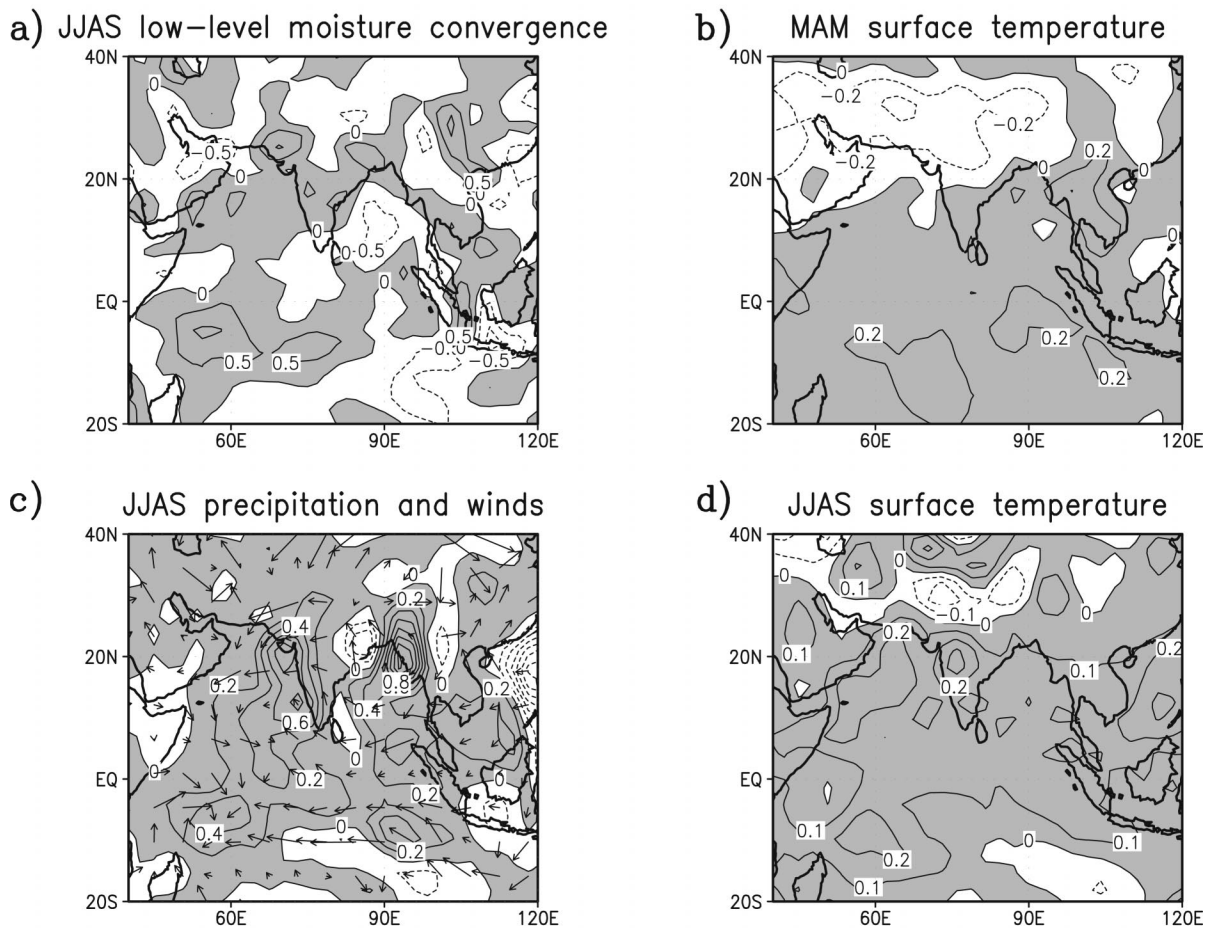 a) JJAS low-level moisture convergence
40N
20N
EQ
20S
60E 90E 120E
0
0
-0.5
0
0.5
0
0
0
0
-0.5
0
0
0.5
0.5
0.5
-0.5
b) MAM surface temperature
40N
20N
EQ
20S
60E 90E 120E
0
-0.2
-0.2
-0.2
0.2
0
0
0
0.2
0.2
0.2
c) JJAS precipitation and winds
40N
20N
EQ
20S
60E 90E 120E
0
0.2
0.4
0
0
0.2
0.8
0.2
0.6
0.4
0
0
0.2
0.2
0
0.4
0
0.2
d) JJAS surface temperature
40N
20N
EQ
20S
60E 90E 120E
0
0
0.1
-0.1
0
0
0.2
0.1
0.1
0.2
0.2
0.1
0
0.1
0.2
0.1